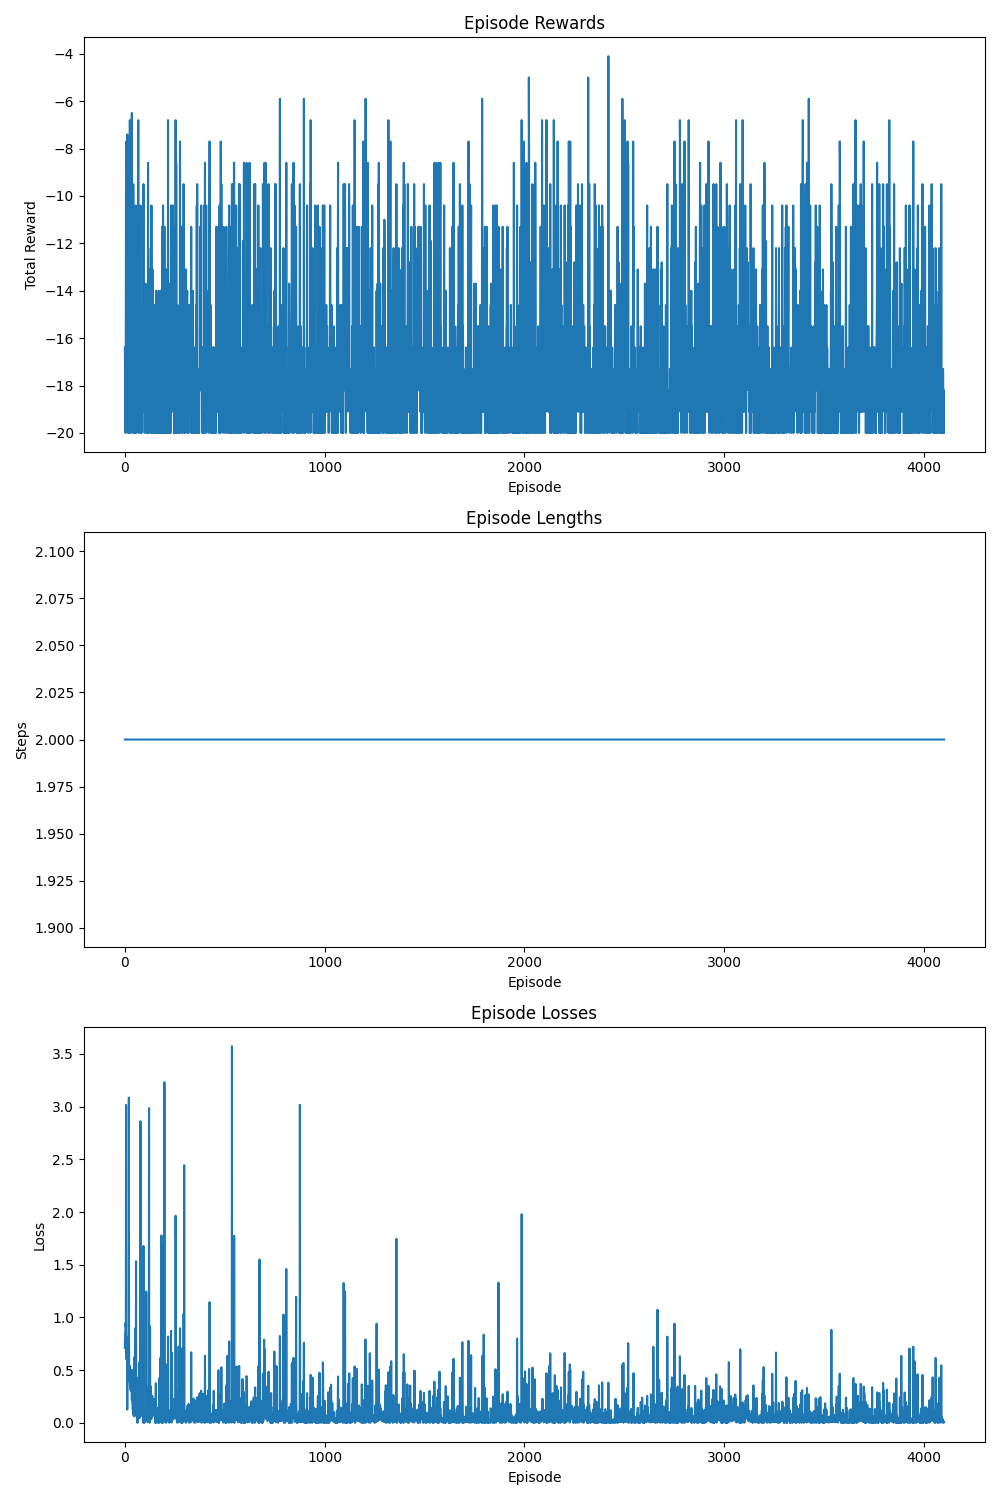 Episode Rewards
−4
−6
−8
−10
−12
−14
−16
−18
−20
Total Reward
0 1000 2000 3000 4000
Episode
Episode Lengths
2.100
2.075
2.050
2.025
2.000
1.975
1.950
1.925
1.900
Steps
0 1000 2000 3000 4000
Episode
Episode Losses
3.5
3.0
2.5
2.0
1.5
1.0
0.5
0.0
Loss
0 1000 2000 3000 4000
Episode